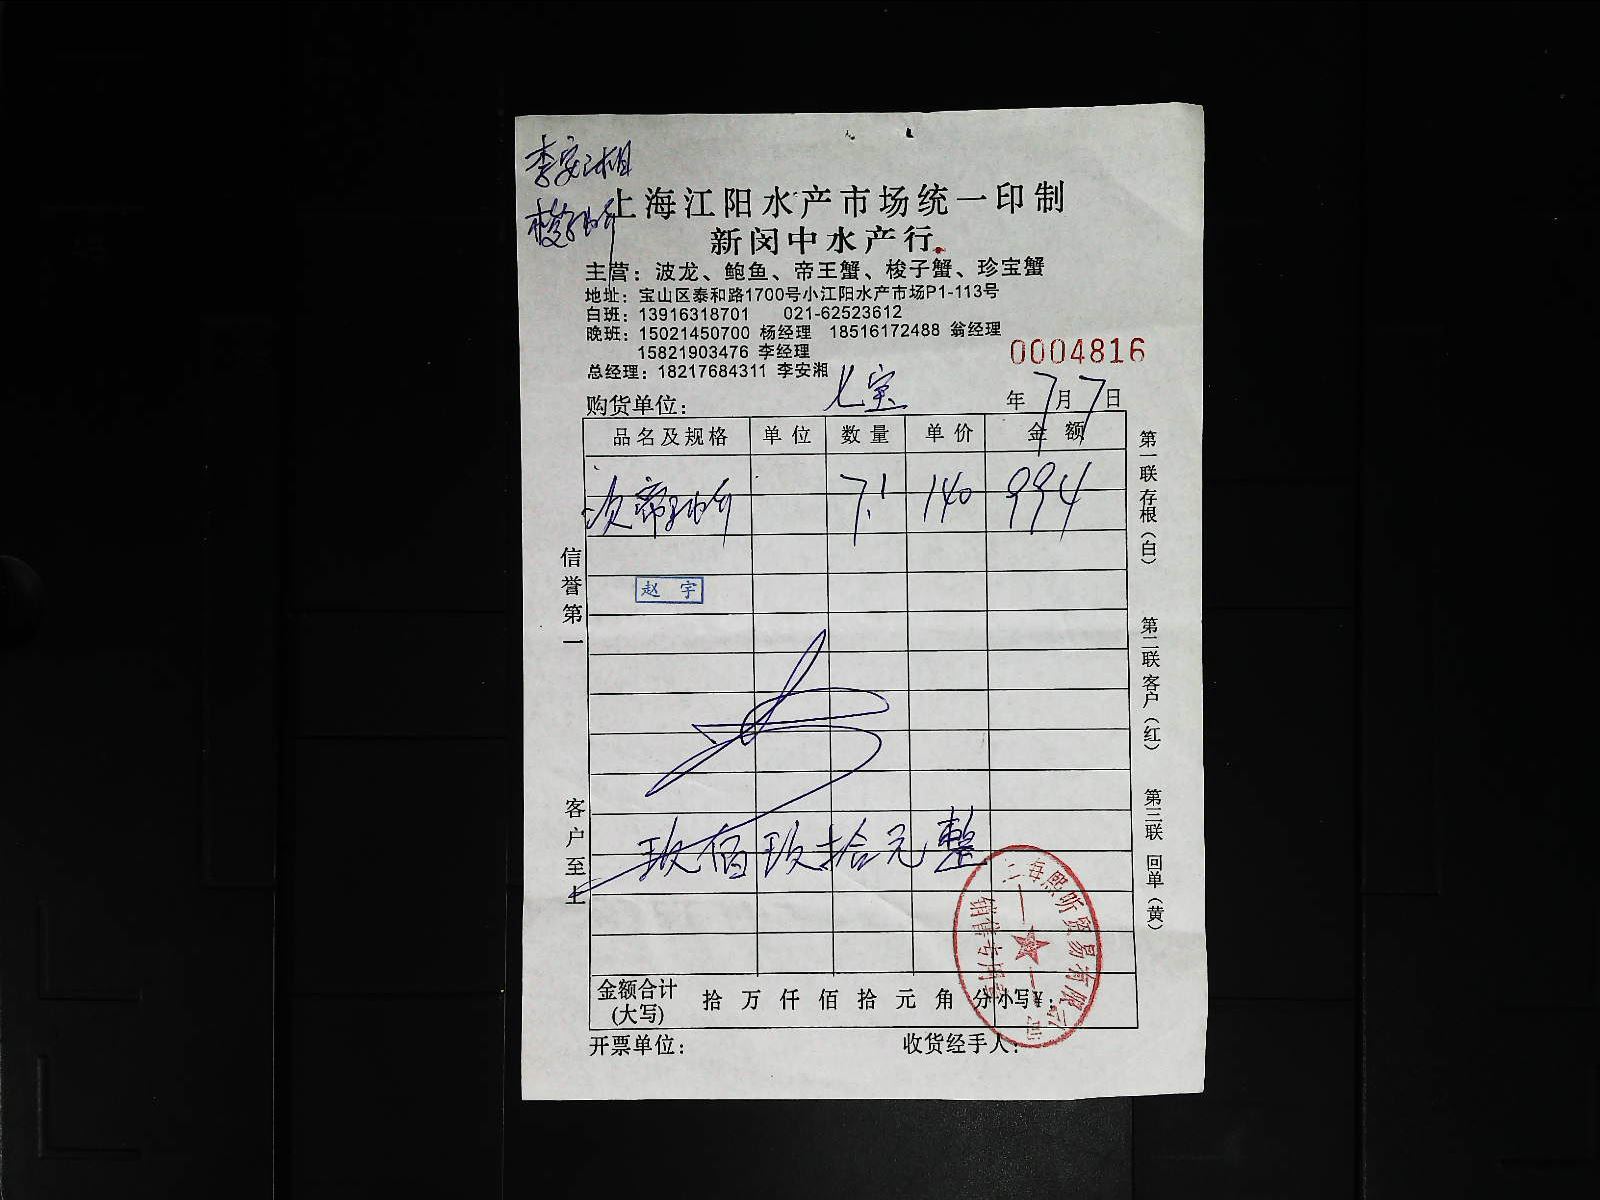 李安湘
上海江阳水产市场统一印制
新闵中水产行
主营：波龙、鲍鱼、帝王蟹、梭子蟹、珍宝蟹
地址：宝山区泰和路1700号小江阳水产市场P1-113号
白班：13916318701 021-62523612
晚班：15021450700 杨经理 18516172488 翁经理
15821903476 李经理
0004816
总经理：18217684311 李安湘
购货单位： 七宝 年 7 月 7 日
品名及规格 单位 数量 单价 金额
7.1 140 994
赵宇
玖佰玖拾元整
金额合计(大写) 拾 万 仟 佰 拾 元 角 分 小写¥：
开票单位： 收货经手人：
信誉第一
客户至上
第一联 存根（白）
第二联 客户（红）
第三联 回单（黄）
贸易有限公司